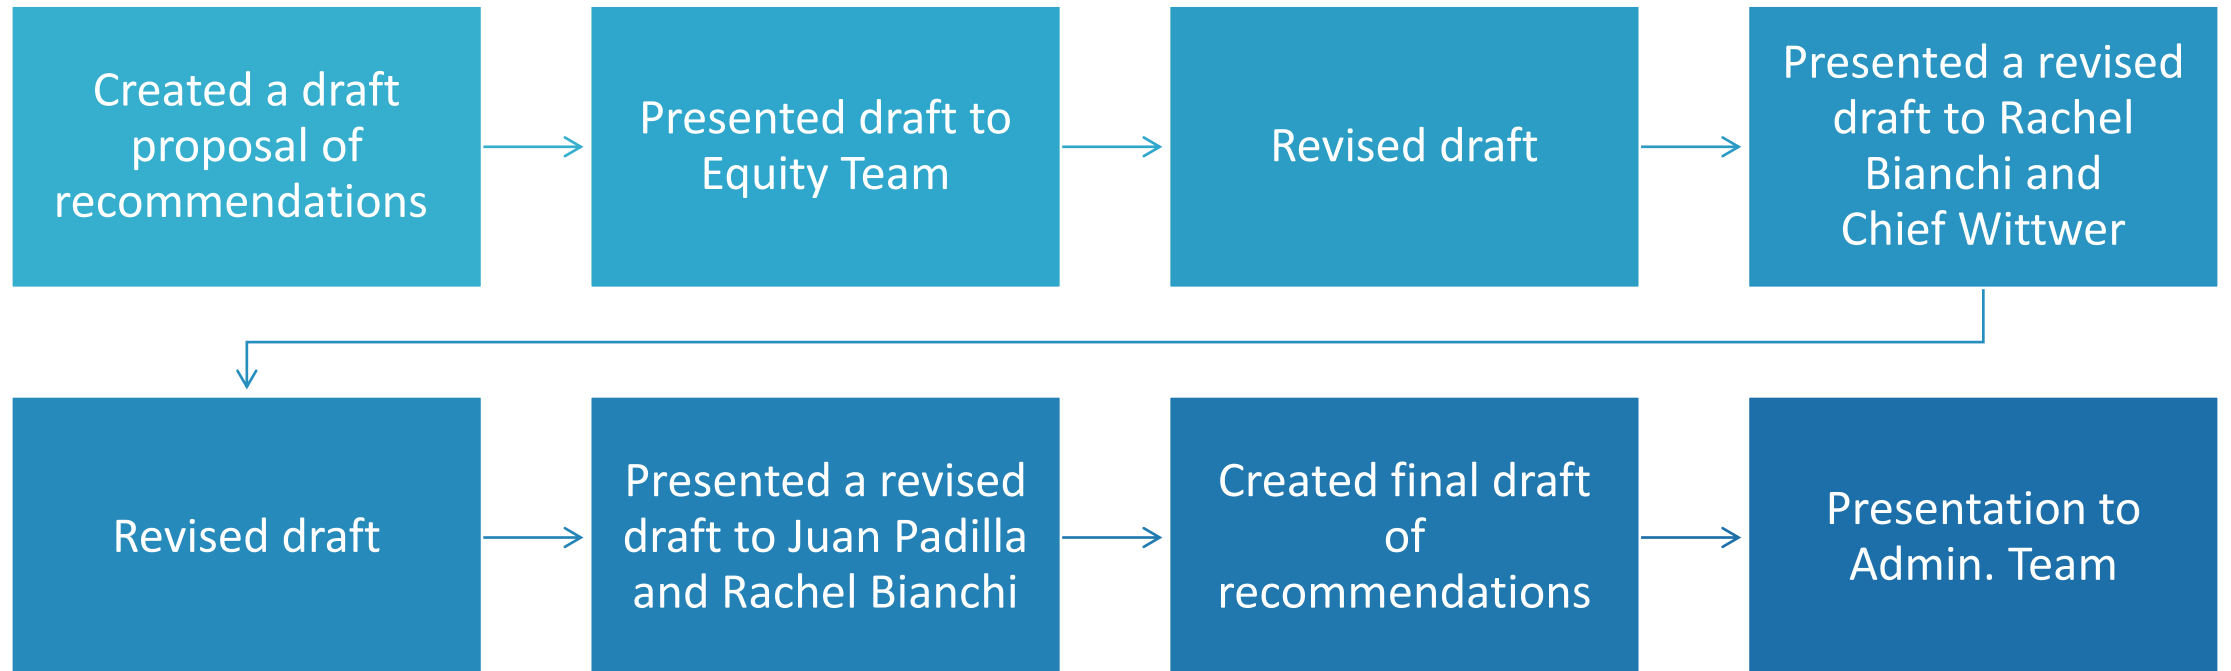 Created a draft
proposal of
recommendations
Presented draft to
Equity Team
Revised draft
Presented a revised
draft to Rachel
Bianchi and
Chief Wittwer
Revised draft
Presented a revised
draft to Juan Padilla
and Rachel Bianchi
Created final draft
of
recommendations
Presentation to
Admin. Team